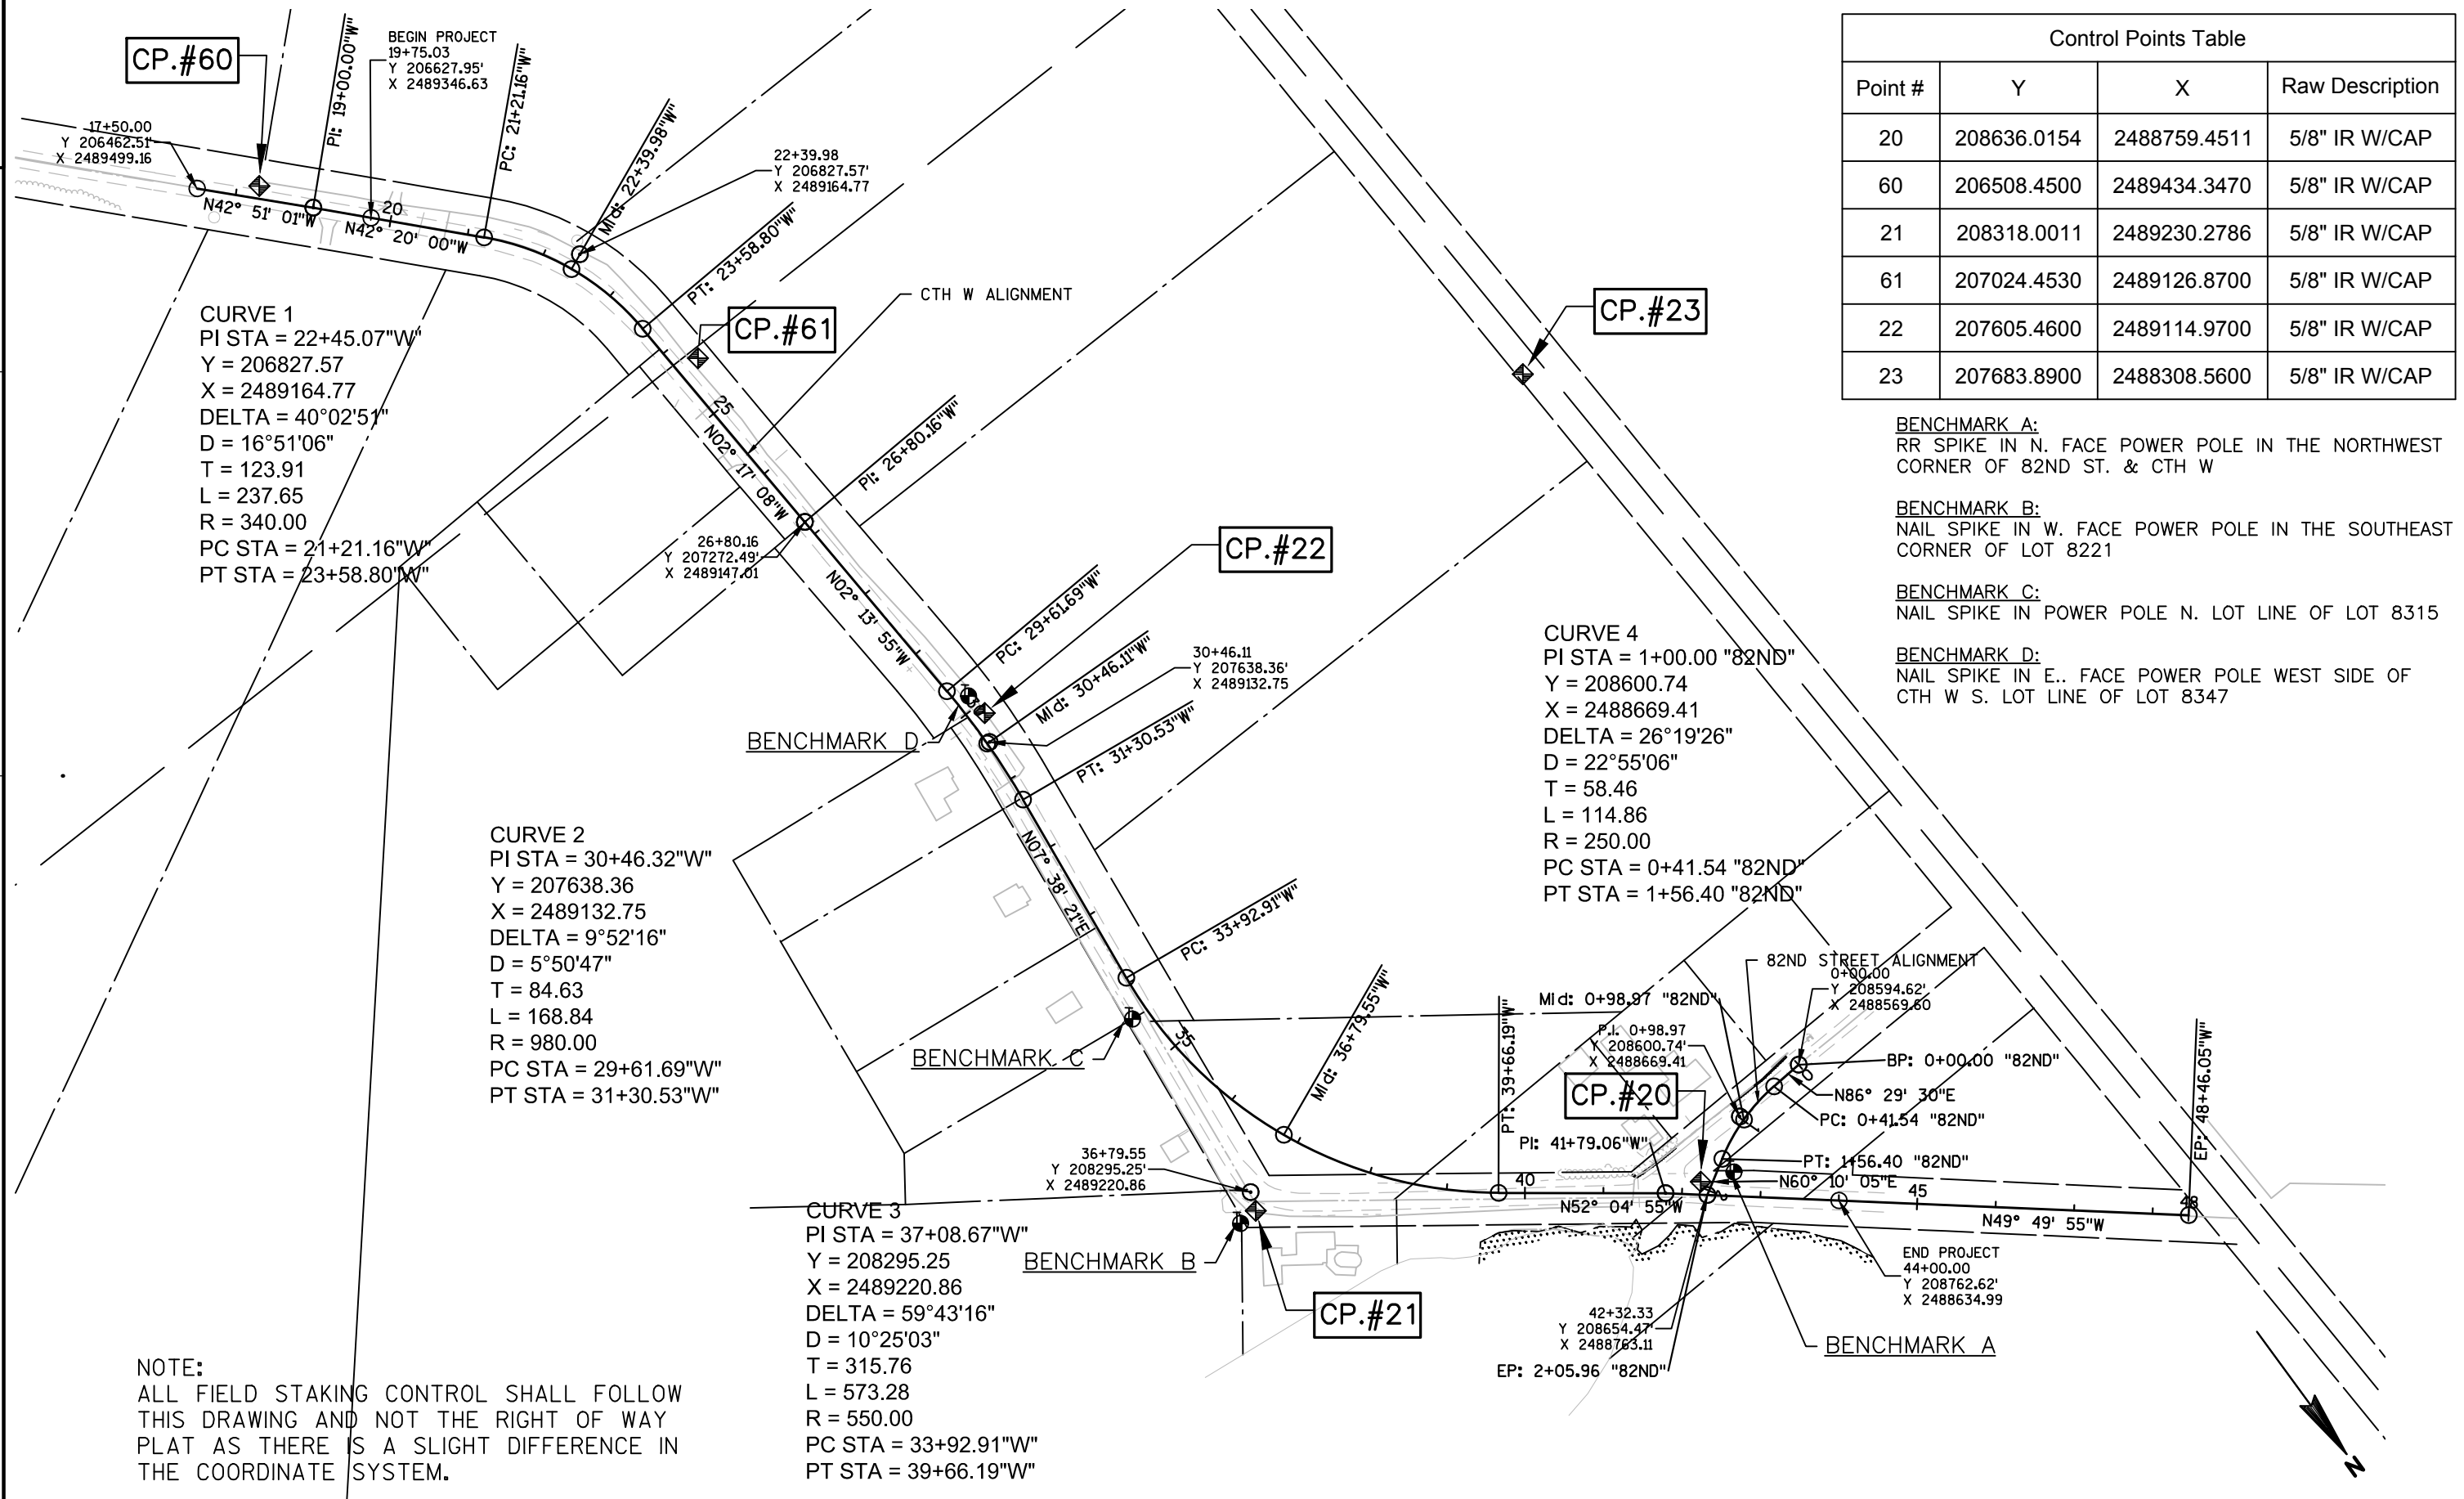 CP.#60
BEGIN PROJECT
19+75.03
Y 206627.95'
X 2489346.63
PI: 19+00.00"W"
PC: 21+21.16"W"
17+50.00
Y 206462.51'
X 2489499.16
N42° 51' 01"W
20
N42° 20' 00"W
MId: 22+39.98"W"
22+39.98
Y 206827.57'
X 2489164.77
PT: 23+58.80"W"
CTH W ALIGNMENT
CP.#61
CP.#23
CURVE 1
PI STA = 22+45.07"W"
Y = 206827.57
X = 2489164.77
DELTA = 40°02'51"
D = 16°51'06"
T = 123.91
L = 237.65
R = 340.00
PC STA = 21+21.16"W"
PT STA = 23+58.80"W"
25
N02° 17' 08"W
PI: 26+80.16"W"
26+80.16
Y 207272.49'
X 2489147.01
N02° 13' 55"W
CP.#22
PC: 29+61.69"W"
MId: 30+46.11"W"
30+46.11
Y 207638.36'
X 2489132.75
PT: 31+30.53"W"
BENCHMARK D
N07° 38' 21"E
Control Points Table
Point # Y X Raw Description
20 208636.0154 2488759.4511 5/8" IR W/CAP
60 206508.4500 2489434.3470 5/8" IR W/CAP
21 208318.0011 2489230.2786 5/8" IR W/CAP
61 207024.4530 2489126.8700 5/8" IR W/CAP
22 207605.4600 2489114.9700 5/8" IR W/CAP
23 207683.8900 2488308.5600 5/8" IR W/CAP
BENCHMARK A:
RR SPIKE IN N. FACE POWER POLE IN THE NORTHWEST
CORNER OF 82ND ST. & CTH W
BENCHMARK B:
NAIL SPIKE IN W. FACE POWER POLE IN THE SOUTHEAST
CORNER OF LOT 8221
BENCHMARK C:
NAIL SPIKE IN POWER POLE N. LOT LINE OF LOT 8315
BENCHMARK D:
NAIL SPIKE IN E.. FACE POWER POLE WEST SIDE OF
CTH W S. LOT LINE OF LOT 8347
CURVE 4
PI STA = 1+00.00 "82ND"
Y = 208600.74
X = 2488669.41
DELTA = 26°19'26"
D = 22°55'06"
T = 58.46
L = 114.86
R = 250.00
PC STA = 0+41.54 "82ND"
PT STA = 1+56.40 "82ND"
CURVE 2
PI STA = 30+46.32"W"
Y = 207638.36
X = 2489132.75
DELTA = 9°52'16"
D = 5°50'47"
T = 84.63
L = 168.84
R = 980.00
PC STA = 29+61.69"W"
PT STA = 31+30.53"W"
PC: 33+92.91"W"
35
BENCHMARK C
MId: 36+79.55"W"
PT: 39+66.19"W"
MId: 0+98.97 "82ND"
82ND STREET ALIGNMENT
0+00.00
Y 208594.62'
X 2488569.60
P.I. 0+98.97
Y 208600.74'
X 2488669.41
CP.#20
0
BP: 0+00.00 "82ND"
N86° 29' 30"E
PC: 0+41.54 "82ND"
PI: 41+79.06"W"
PT: 1+56.40 "82ND"
N60° 10' 05"E
EP: 48+46.05"W"
36+79.55
Y 208295.25'
X 2489220.86
40
N52° 04' 55"W
2
45
48
N49° 49' 55"W
BENCHMARK B
CP.#21
END PROJECT
44+00.00
Y 208762.62'
X 2488634.99
42+32.33
Y 208654.47'
X 2488763.11
EP: 2+05.96 "82ND"
BENCHMARK A
CURVE 3
PI STA = 37+08.67"W"
Y = 208295.25
X = 2489220.86
DELTA = 59°43'16"
D = 10°25'03"
T = 315.76
L = 573.28
R = 550.00
PC STA = 33+92.91"W"
PT STA = 39+66.19"W"
NOTE:
ALL FIELD STAKING CONTROL SHALL FOLLOW
THIS DRAWING AND NOT THE RIGHT OF WAY
PLAT AS THERE IS A SLIGHT DIFFERENCE IN
THE COORDINATE SYSTEM.
N